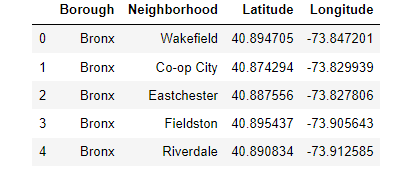 Borough Neighborhood Latitude Longitude
0 Bronx Wakefield 40.894705 -73.847201
1 Bronx Co-op City 40.874294 -73.829939
2 Bronx Eastchester 40.887556 -73.827806
3 Bronx Fieldston 40.895437 -73.905643
4 Bronx Riverdale 40.890834 -73.912585